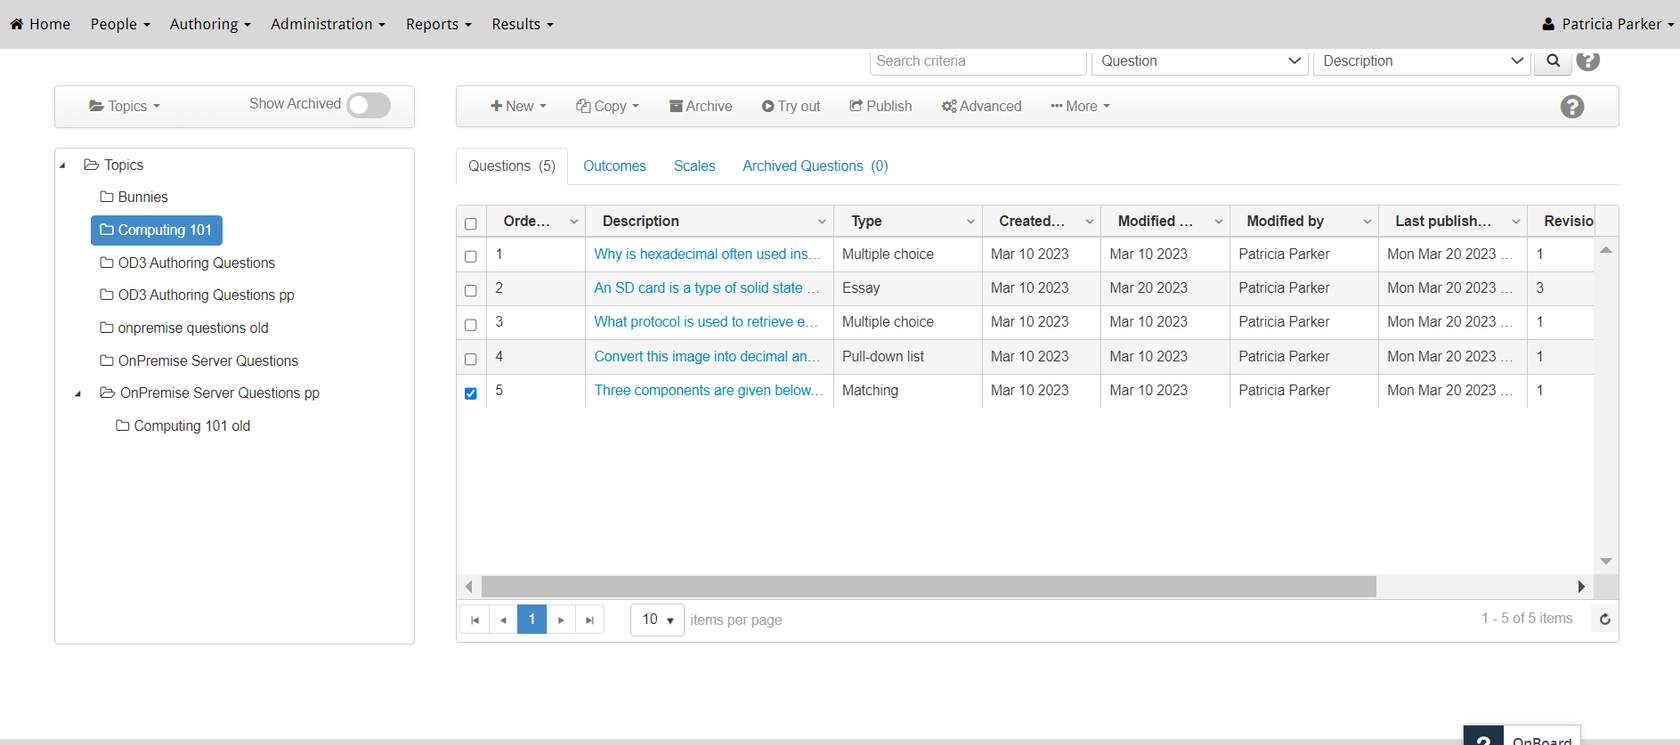 Home People Authoring Administration Reports Results Patricia Parker
Search criteria Question Description ?
Topics Show Archived
New Copy Archive Try out Publish Advanced More ?
Topics
Bunnies
Computing 101
OD3 Authoring Questions
OD3 Authoring Questions pp
onpremise questions old
OnPremise Server Questions
OnPremise Server Questions pp
Computing 101 old
Questions (5) Outcomes Scales Archived Questions (0)
Orde... Description Type Created... Modified ... Modified by Last publish... Revisio
1 Why is hexadecimal often used ins... Multiple choice Mar 10 2023 Mar 10 2023 Patricia Parker Mon Mar 20 2023 ... 1
2 An SD card is a type of solid state ... Essay Mar 10 2023 Mar 20 2023 Patricia Parker Mon Mar 20 2023 ... 3
3 What protocol is used to retrieve e... Multiple choice Mar 10 2023 Mar 10 2023 Patricia Parker Mon Mar 20 2023 ... 1
4 Convert this image into decimal an... Pull-down list Mar 10 2023 Mar 10 2023 Patricia Parker Mon Mar 20 2023 ... 1
5 Three components are given below... Matching Mar 10 2023 Mar 10 2023 Patricia Parker Mon Mar 20 2023 ... 1
1 10 items per page 1 - 5 of 5 items
? OnBoard